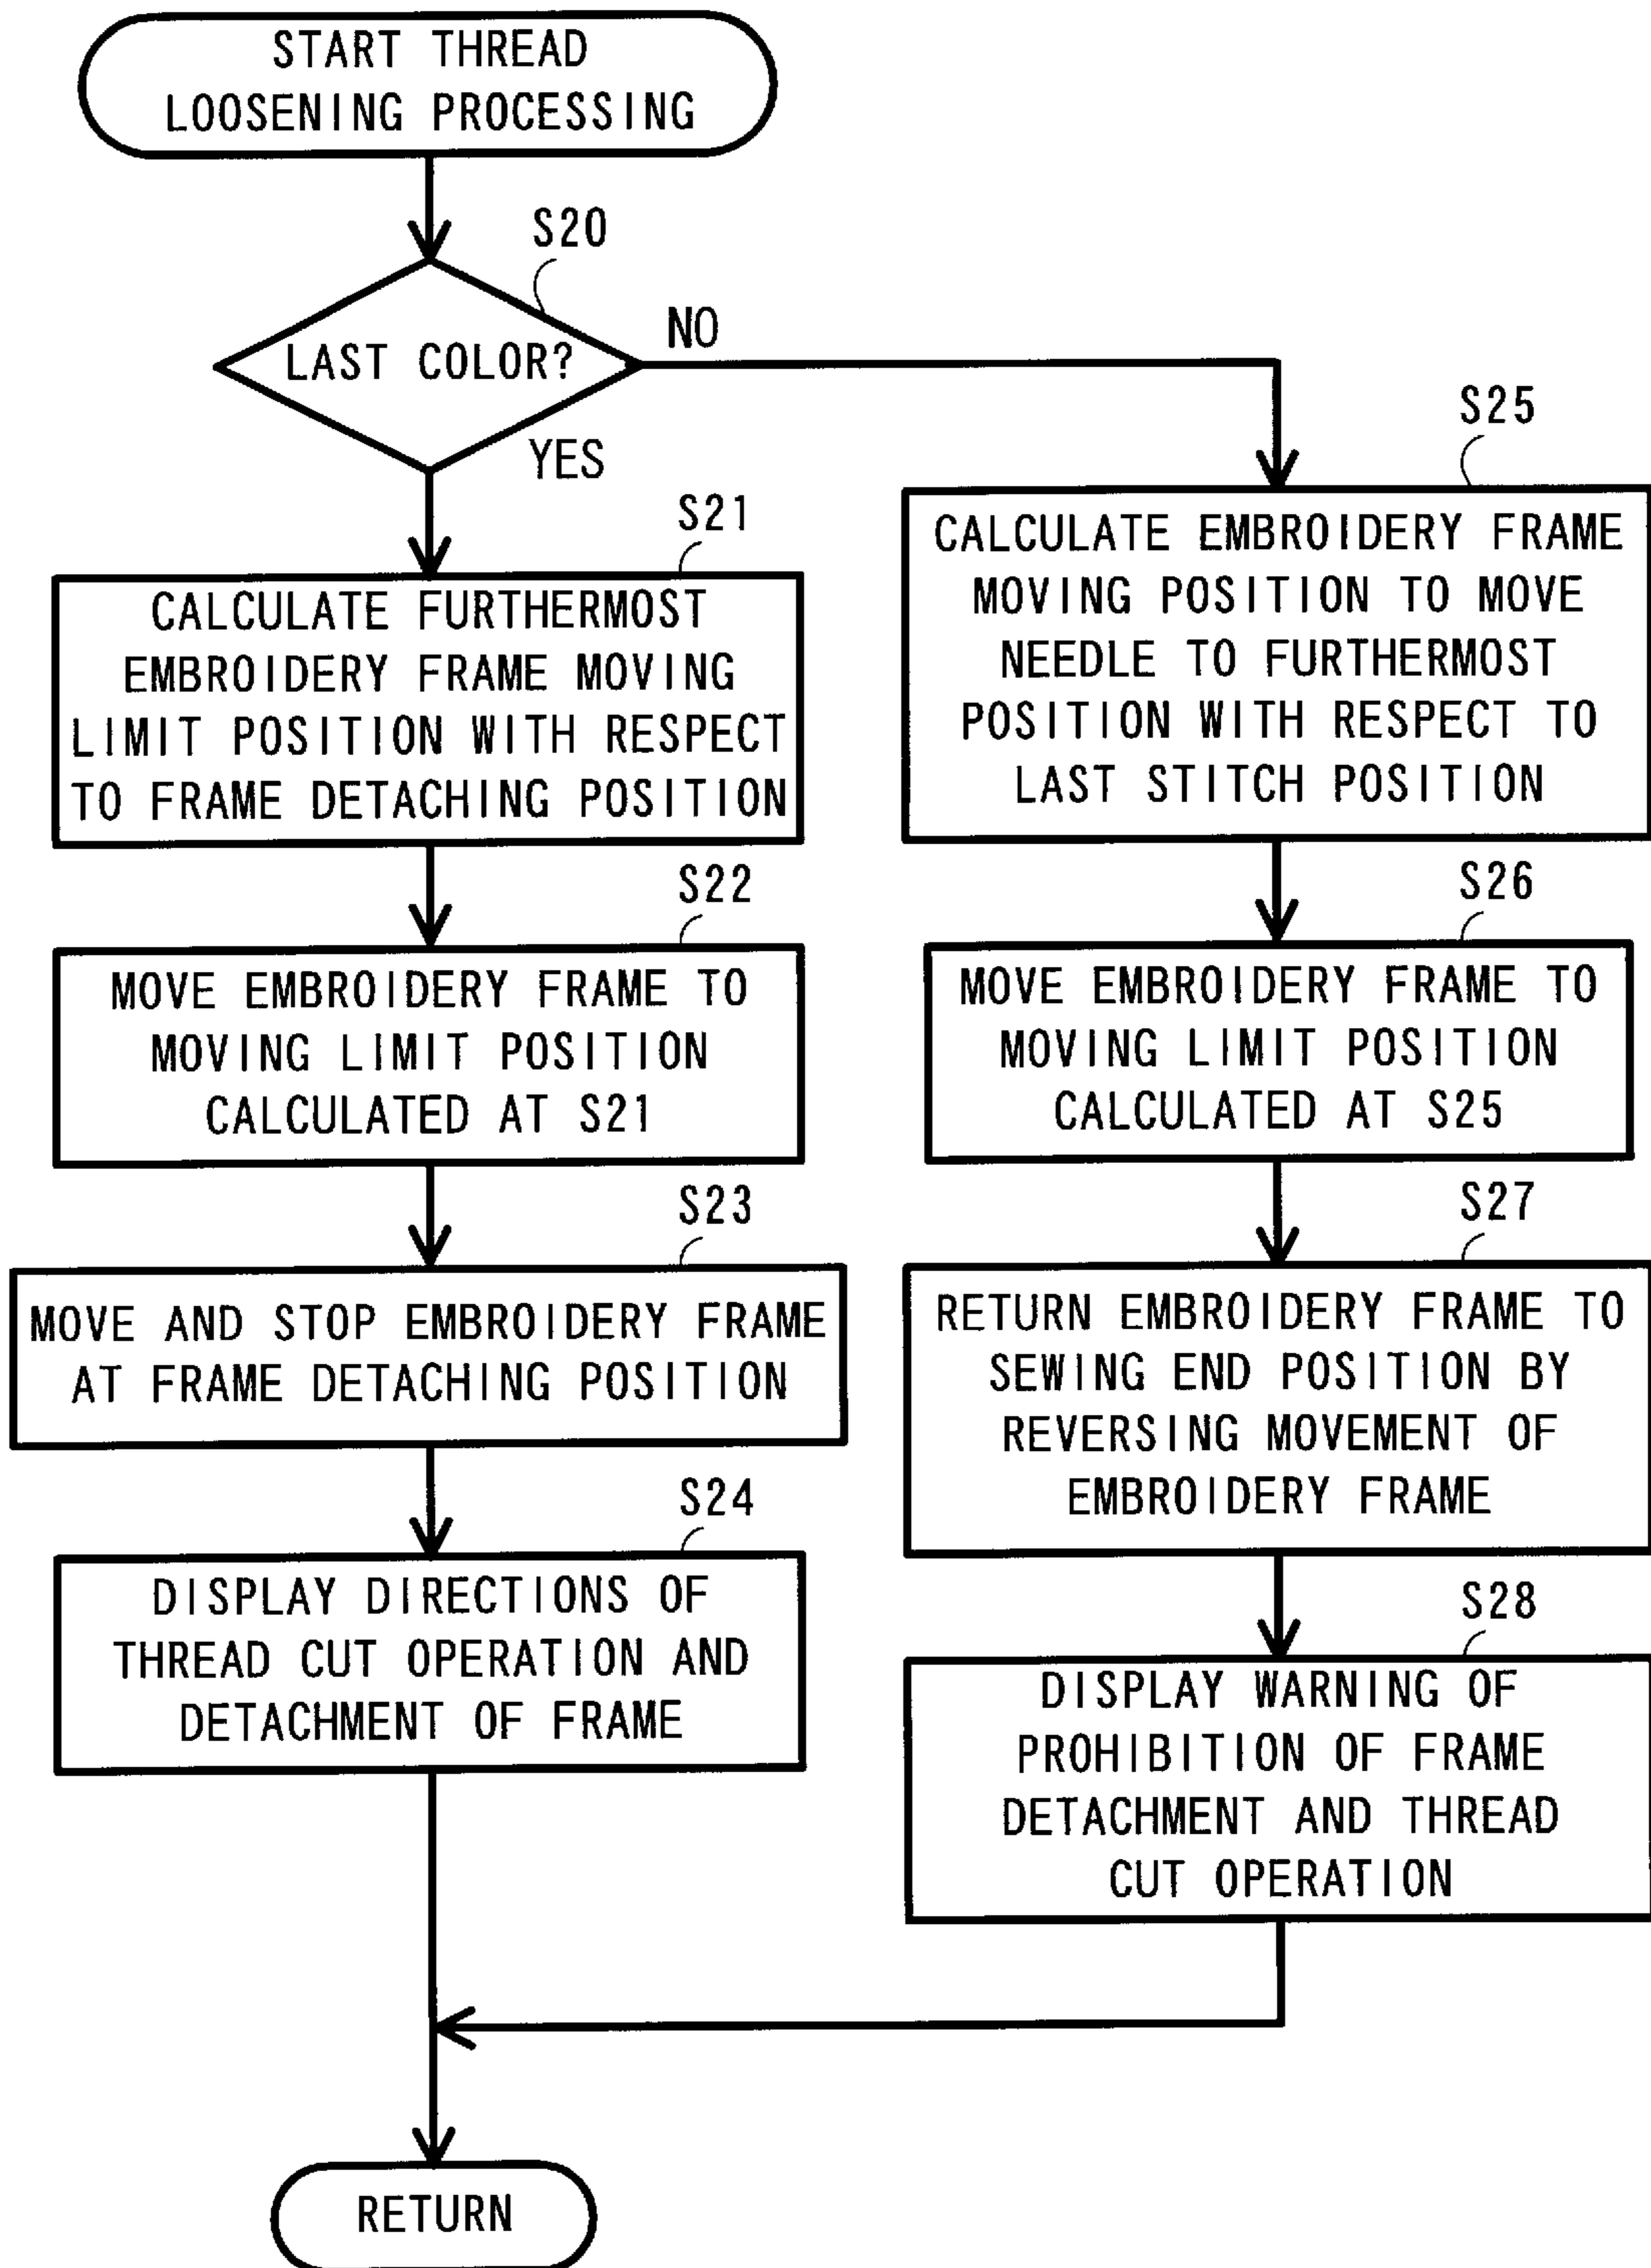 START THREAD
LOOSENING PROCESSING
S20
LAST COLOR?
NO
YES
S21
CALCULATE FURTHERMOST
EMBROIDERY FRAME MOVING
LIMIT POSITION WITH RESPECT
TO FRAME DETACHING POSITION
S22
MOVE EMBROIDERY FRAME TO
MOVING LIMIT POSITION
CALCULATED AT S21
S23
MOVE AND STOP EMBROIDERY FRAME
AT FRAME DETACHING POSITION
S24
DISPLAY DIRECTIONS OF
THREAD CUT OPERATION AND
DETACHMENT OF FRAME
S25
CALCULATE EMBROIDERY FRAME
MOVING POSITION TO MOVE
NEEDLE TO FURTHERMOST
POSITION WITH RESPECT TO
LAST STITCH POSITION
S26
MOVE EMBROIDERY FRAME TO
MOVING LIMIT POSITION
CALCULATED AT S25
S27
RETURN EMBROIDERY FRAME TO
SEWING END POSITION BY
REVERSING MOVEMENT OF
EMBROIDERY FRAME
S28
DISPLAY WARNING OF
PROHIBITION OF FRAME
DETACHMENT AND THREAD
CUT OPERATION
RETURN